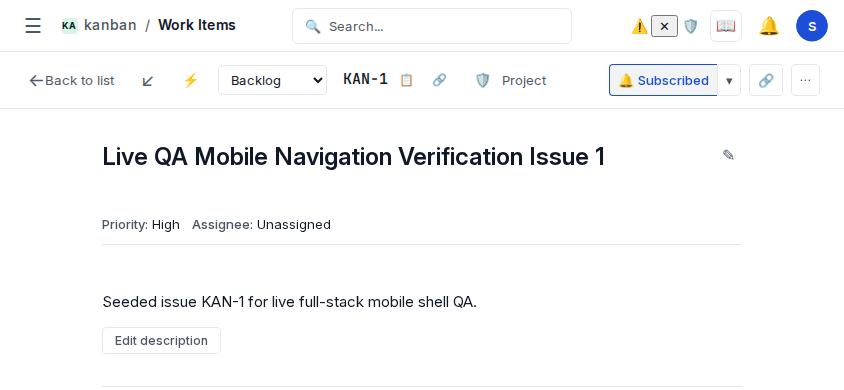 KA kanban / Work Items
Search...
S
Back to list
Backlog
KAN-1
Project
Subscribed
Live QA Mobile Navigation Verification Issue 1
Priority: High Assignee: Unassigned
Seeded issue KAN-1 for live full-stack mobile shell QA.
Edit description